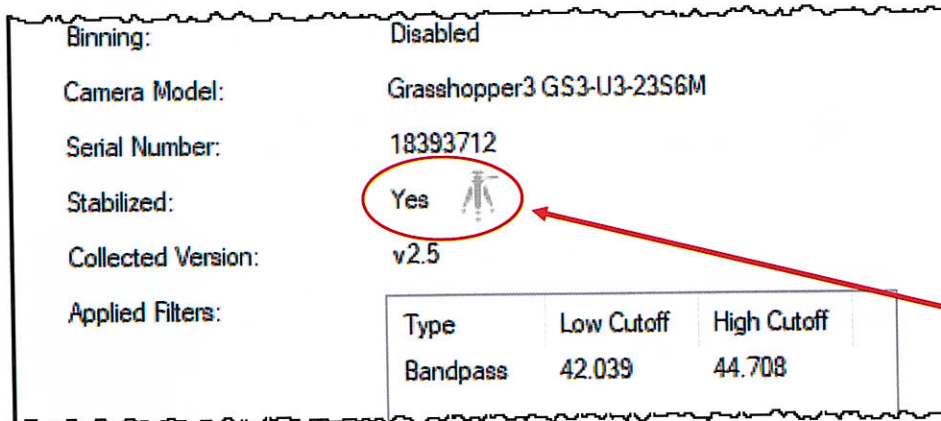 Binning: Disabled
Camera Model: Grasshopper3 GS3-U3-23S6M
Serial Number: 18393712
Stabilized: Yes
Collected Version: v2.5
Applied Filters:
Type Low Cutoff High Cutoff
Bandpass 42.039 44.708